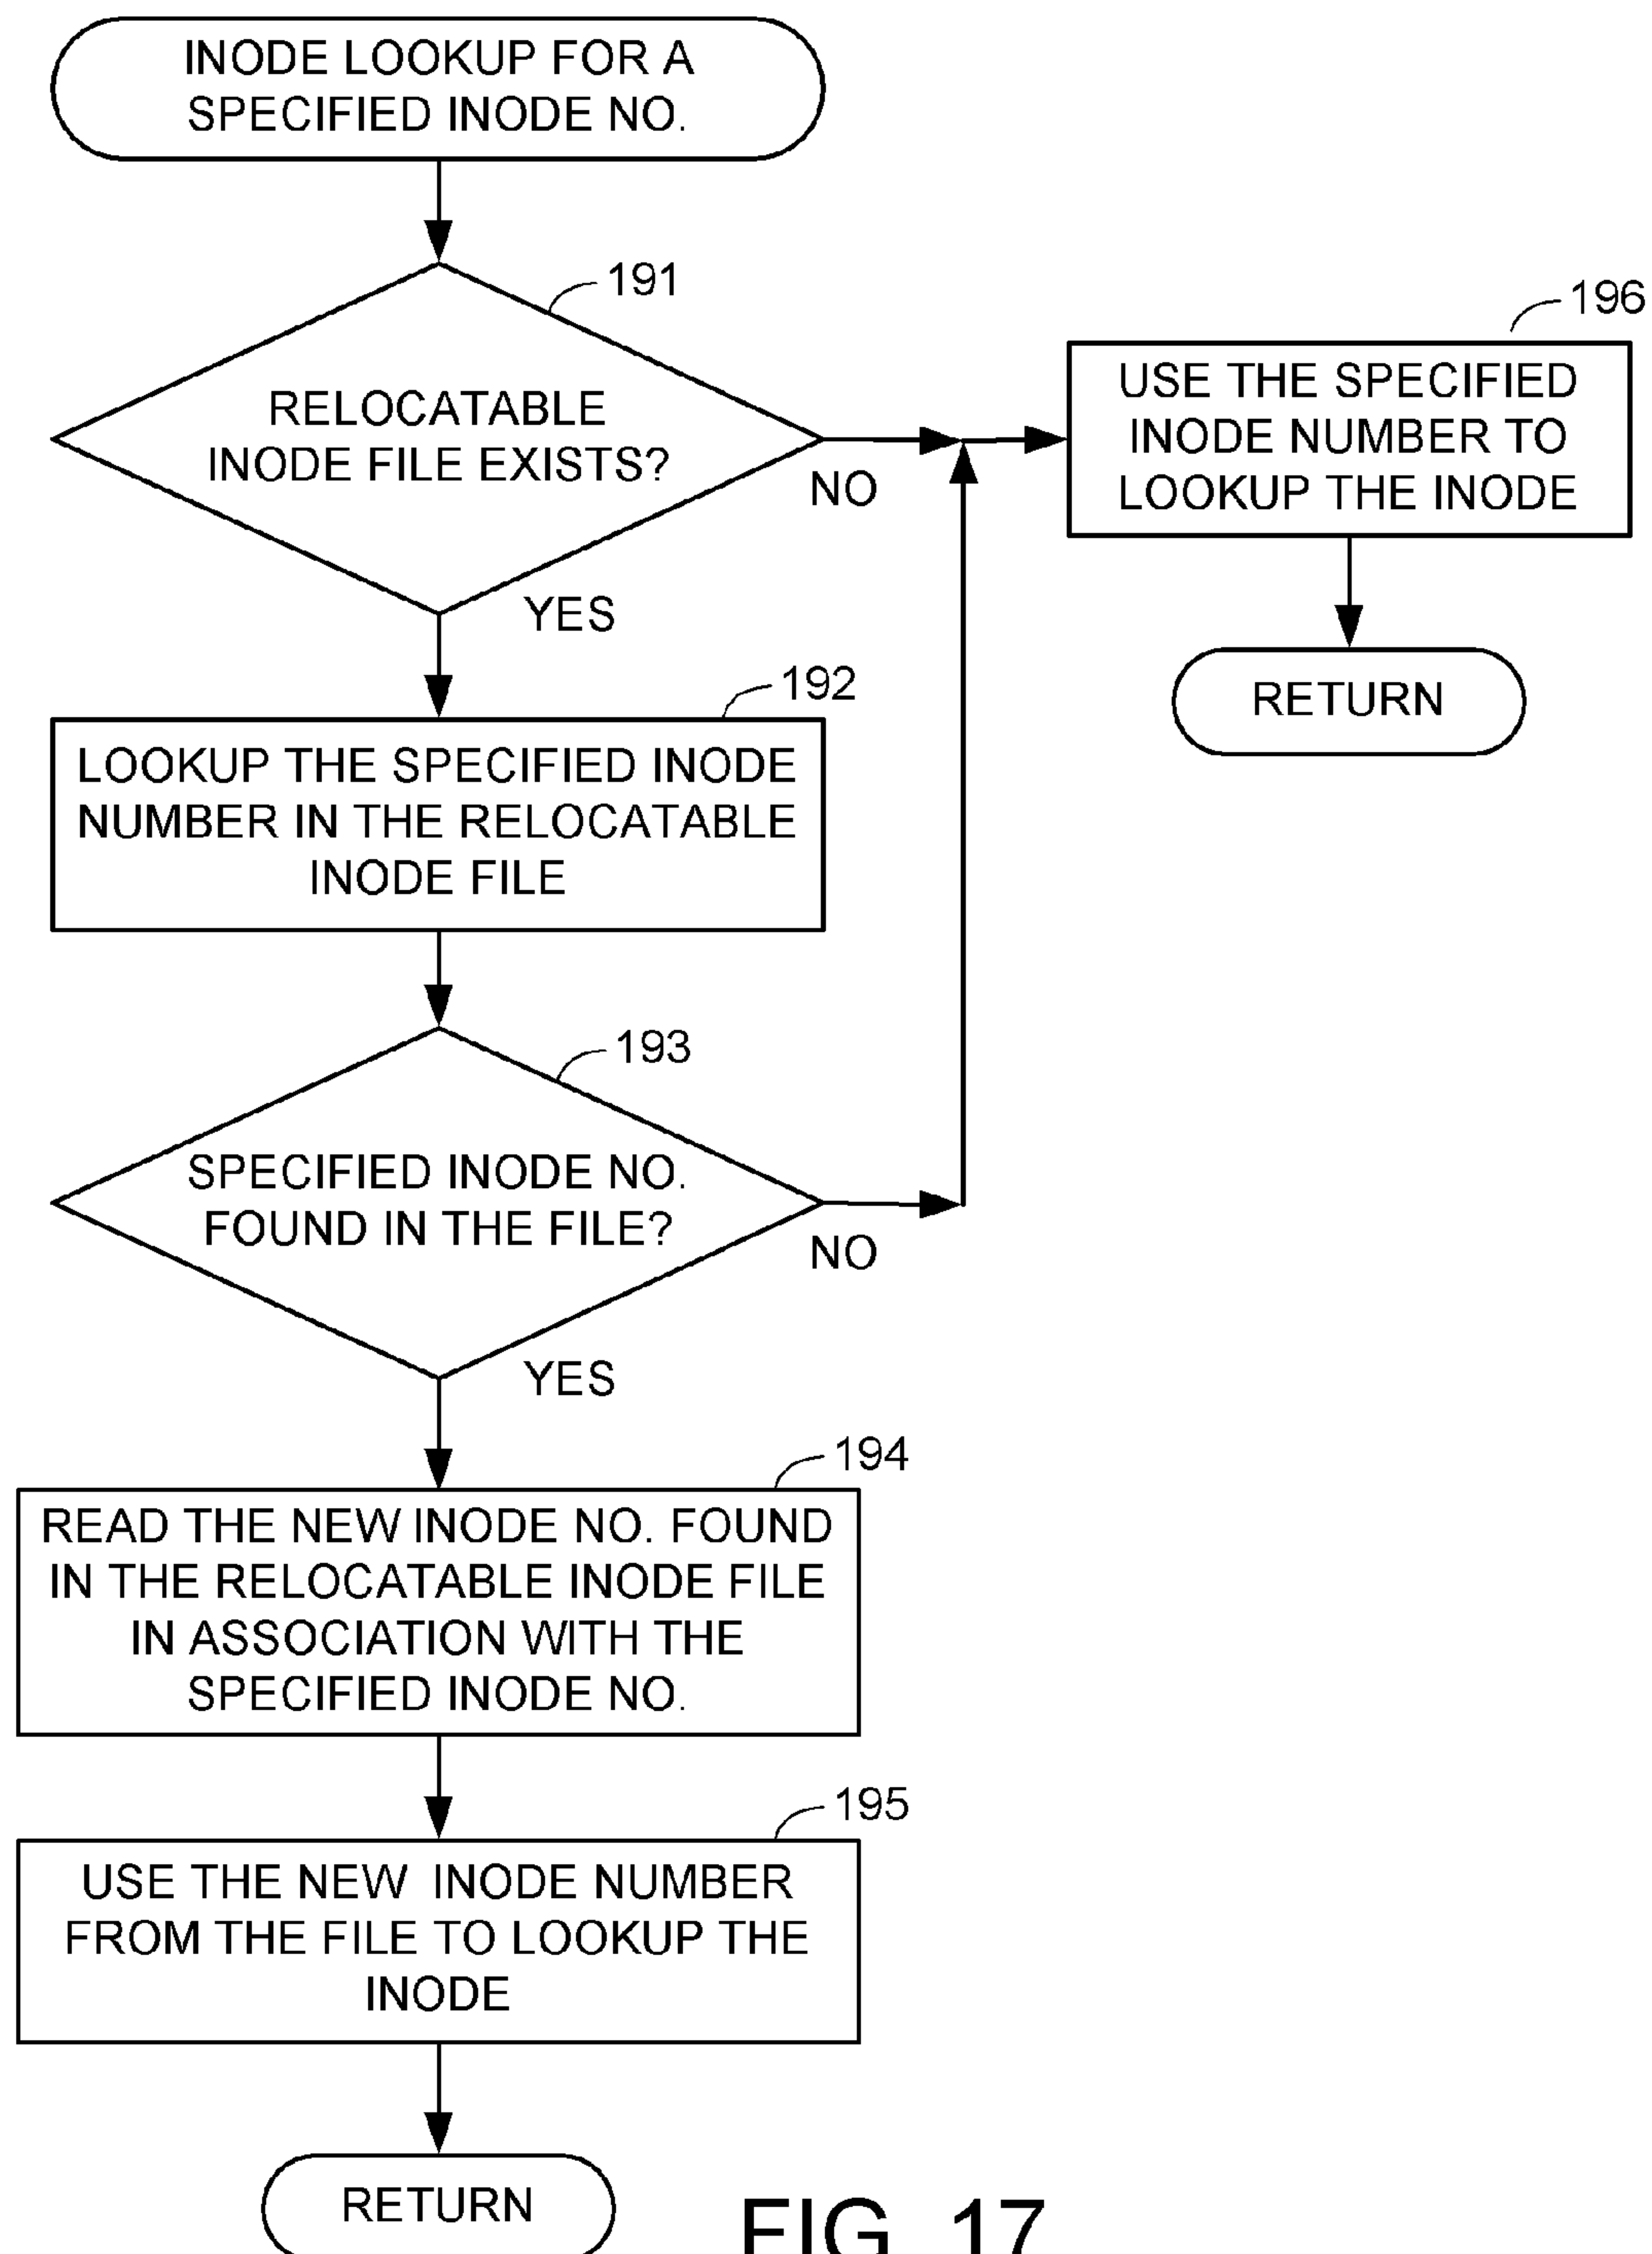 INODE LOOKUP FOR A
SPECIFIED INODE NO.
191
RELOCATABLE
INODE FILE EXISTS?
NO
YES
196
USE THE SPECIFIED
INODE NUMBER TO
LOOKUP THE INODE
RETURN
192
LOOKUP THE SPECIFIED INODE
NUMBER IN THE RELOCATABLE
INODE FILE
193
SPECIFIED INODE NO.
FOUND IN THE FILE?
NO
YES
194
READ THE NEW INODE NO. FOUND
IN THE RELOCATABLE INODE FILE
IN ASSOCIATION WITH THE
SPECIFIED INODE NO.
195
USE THE NEW INODE NUMBER
FROM THE FILE TO LOOKUP THE
INODE
RETURN
FIG. 17